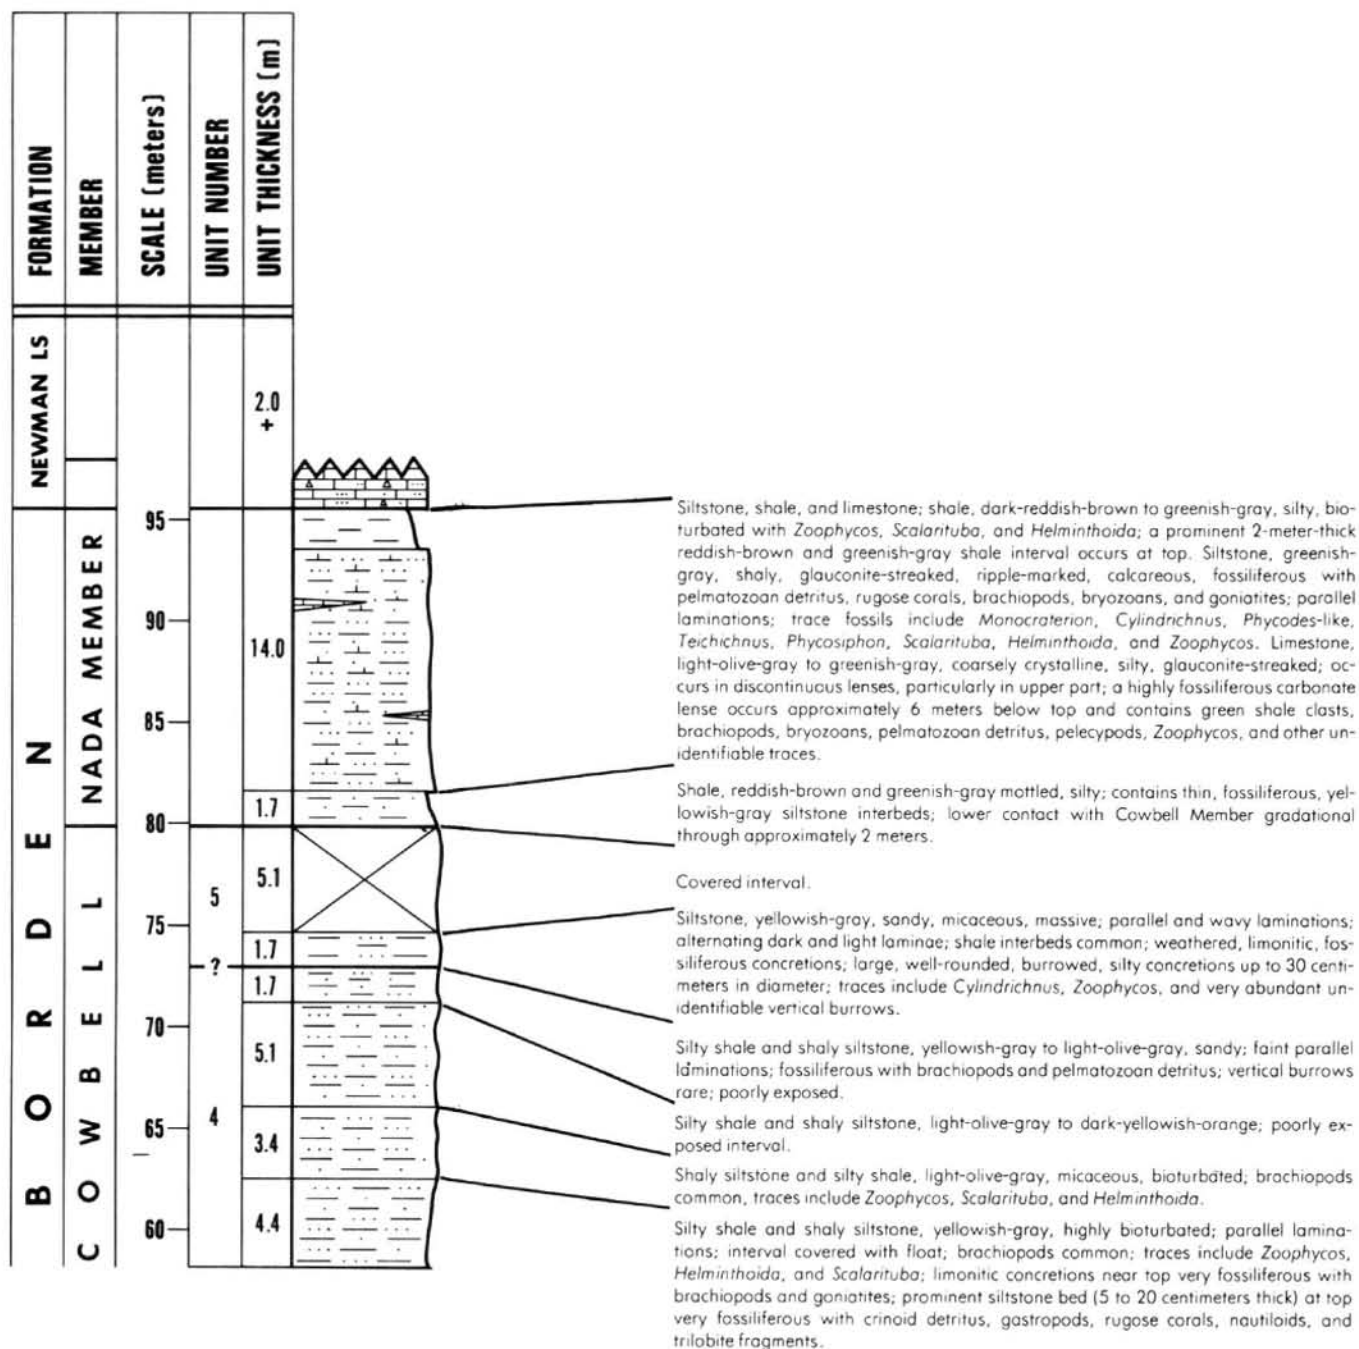 FORMATION
MEMBER
SCALE (meters)
UNIT NUMBER
UNIT THICKNESS (m)
NEWMAN LS
2.0
+
BORDEN
NADA MEMBER
COWBELL
95
90
85
80
75
70
65
60
5
?
4
14.0
1.7
5.1
1.7
1.7
5.1
3.4
4.4
Siltstone, shale, and limestone; shale, dark-reddish-brown to greenish-gray, silty, bio-
turbated with Zoophycos, Scalarituba, and Helminthoida; a prominent 2-meter-thick
reddish-brown and greenish-gray shale interval occurs at top. Siltstone, greenish-
gray, shaly, glauconite-streaked, ripple-marked, calcareous, fossiliferous with
pelmatozoan detritus, rugose corals, brachiopods, bryozoans, and goniatites; parallel
laminations; trace fossils include Monocraterion, Cylindrichnus, Phycodes-like,
Teichichnus, Phycosiphon, Scalarituba, Helminthoida, and Zoophycos. Limestone,
light-olive-gray to greenish-gray, coarsely crystalline, silty, glauconite-streaked; oc-
curs in discontinuous lenses, particularly in upper part; a highly fossiliferous carbonate
lense occurs approximately 6 meters below top and contains green shale clasts,
brachiopods, bryozoans, pelmatozoan detritus, pelecypods, Zoophycos, and other un-
identifiable traces.
Shale, reddish-brown and greenish-gray mottled, silty; contains thin, fossiliferous, yel-
lowish-gray siltstone interbeds; lower contact with Cowbell Member gradational
through approximately 2 meters.
Covered interval.
Siltstone, yellowish-gray, sandy, micaceous, massive; parallel and wavy laminations;
alternating dark and light laminae; shale interbeds common; weathered, limonitic, fos-
siliferous concretions; large, well-rounded, burrowed, silty concretions up to 30 centi-
meters in diameter; traces include Cylindrichnus, Zoophycos, and very abundant un-
identifiable vertical burrows.
Silty shale and shaly siltstone, yellowish-gray to light-olive-gray, sandy; faint parallel
laminations; fossiliferous with brachiopods and pelmatozoan detritus; vertical burrows
rare; poorly exposed.
Silty shale and shaly siltstone, light-olive-gray to dark-yellowish-orange; poorly ex-
posed interval.
Shaly siltstone and silty shale, light-olive-gray, micaceous, bioturbated; brachiopods
common, traces include Zoophycos, Scalarituba, and Helminthoida.
Silty shale and shaly siltstone, yellowish-gray, highly bioturbated; parallel lamina-
tions; interval covered with float; brachiopods common; traces include Zoophycos,
Helminthoida, and Scalarituba; limonitic concretions near top very fossiliferous with
brachiopods and goniatites; prominent siltstone bed (5 to 20 centimeters thick) at top
very fossiliferous with crinoid detritus, gastropods, rugose corals, nautiloids, and
trilobite fragments.